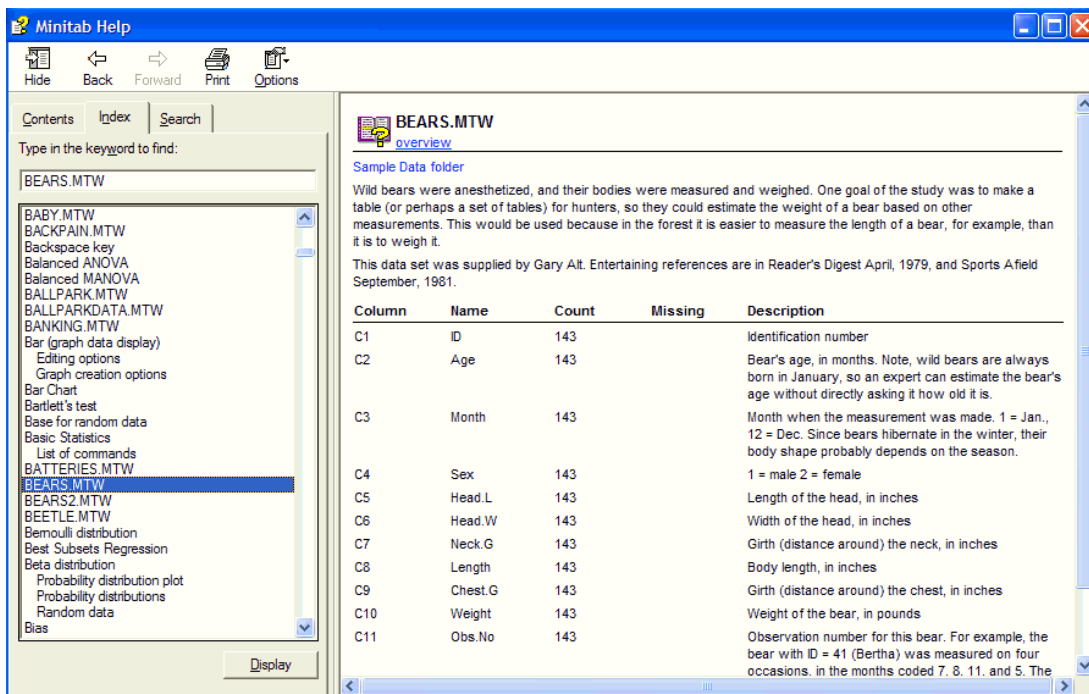 Minitab Help
Hide Back Forward Print Options
Contents Index Search
Type in the keyword to find:
BEARS.MTW
BABY.MTW
BACKPAIN.MTW
Backspace key
Balanced ANOVA
Balanced MANOVA
BALLPARK.MTW
BALLPARKDATA.MTW
BANKING.MTW
Bar (graph data display)
Editing options
Graph creation options
Bar Chart
Bartlett's test
Base for random data
Basic Statistics
List of commands
BATTERIES.MTW
BEARS.MTW
BEARS2.MTW
BEETLE.MTW
Bernoulli distribution
Best Subsets Regression
Beta distribution
Probability distribution plot
Probability distributions
Random data
Bias
Display
BEARS.MTW
overview
Sample Data folder
Wild bears were anesthetized, and their bodies were measured and weighed. One goal of the study was to make a
table (or perhaps a set of tables) for hunters, so they could estimate the weight of a bear based on other
measurements. This would be used because in the forest it is easier to measure the length of a bear, for example, than
it is to weigh it.
This data set was supplied by Gary Alt. Entertaining references are in Reader's Digest April, 1979, and Sports Afield
September, 1981.
Column Name Count Missing Description
C1 ID 143 Identification number
C2 Age 143 Bear's age, in months. Note, wild bears are always
born in January, so an expert can estimate the bear's
age without directly asking it how old it is.
C3 Month 143 Month when the measurement was made. 1 = Jan.,
12 = Dec. Since bears hibernate in the winter, their
body shape probably depends on the season.
C4 Sex 143 1 = male 2 = female
C5 Head.L 143 Length of the head, in inches
C6 Head.W 143 Width of the head, in inches
C7 Neck.G 143 Girth (distance around) the neck, in inches
C8 Length 143 Body length, in inches
C9 Chest.G 143 Girth (distance around) the chest, in inches
C10 Weight 143 Weight of the bear, in pounds
C11 Obs.No 143 Observation number for this bear. For example, the
bear with ID = 41 (Bertha) was measured on four
occasions, in the months coded 7, 8, 11, and 5. The